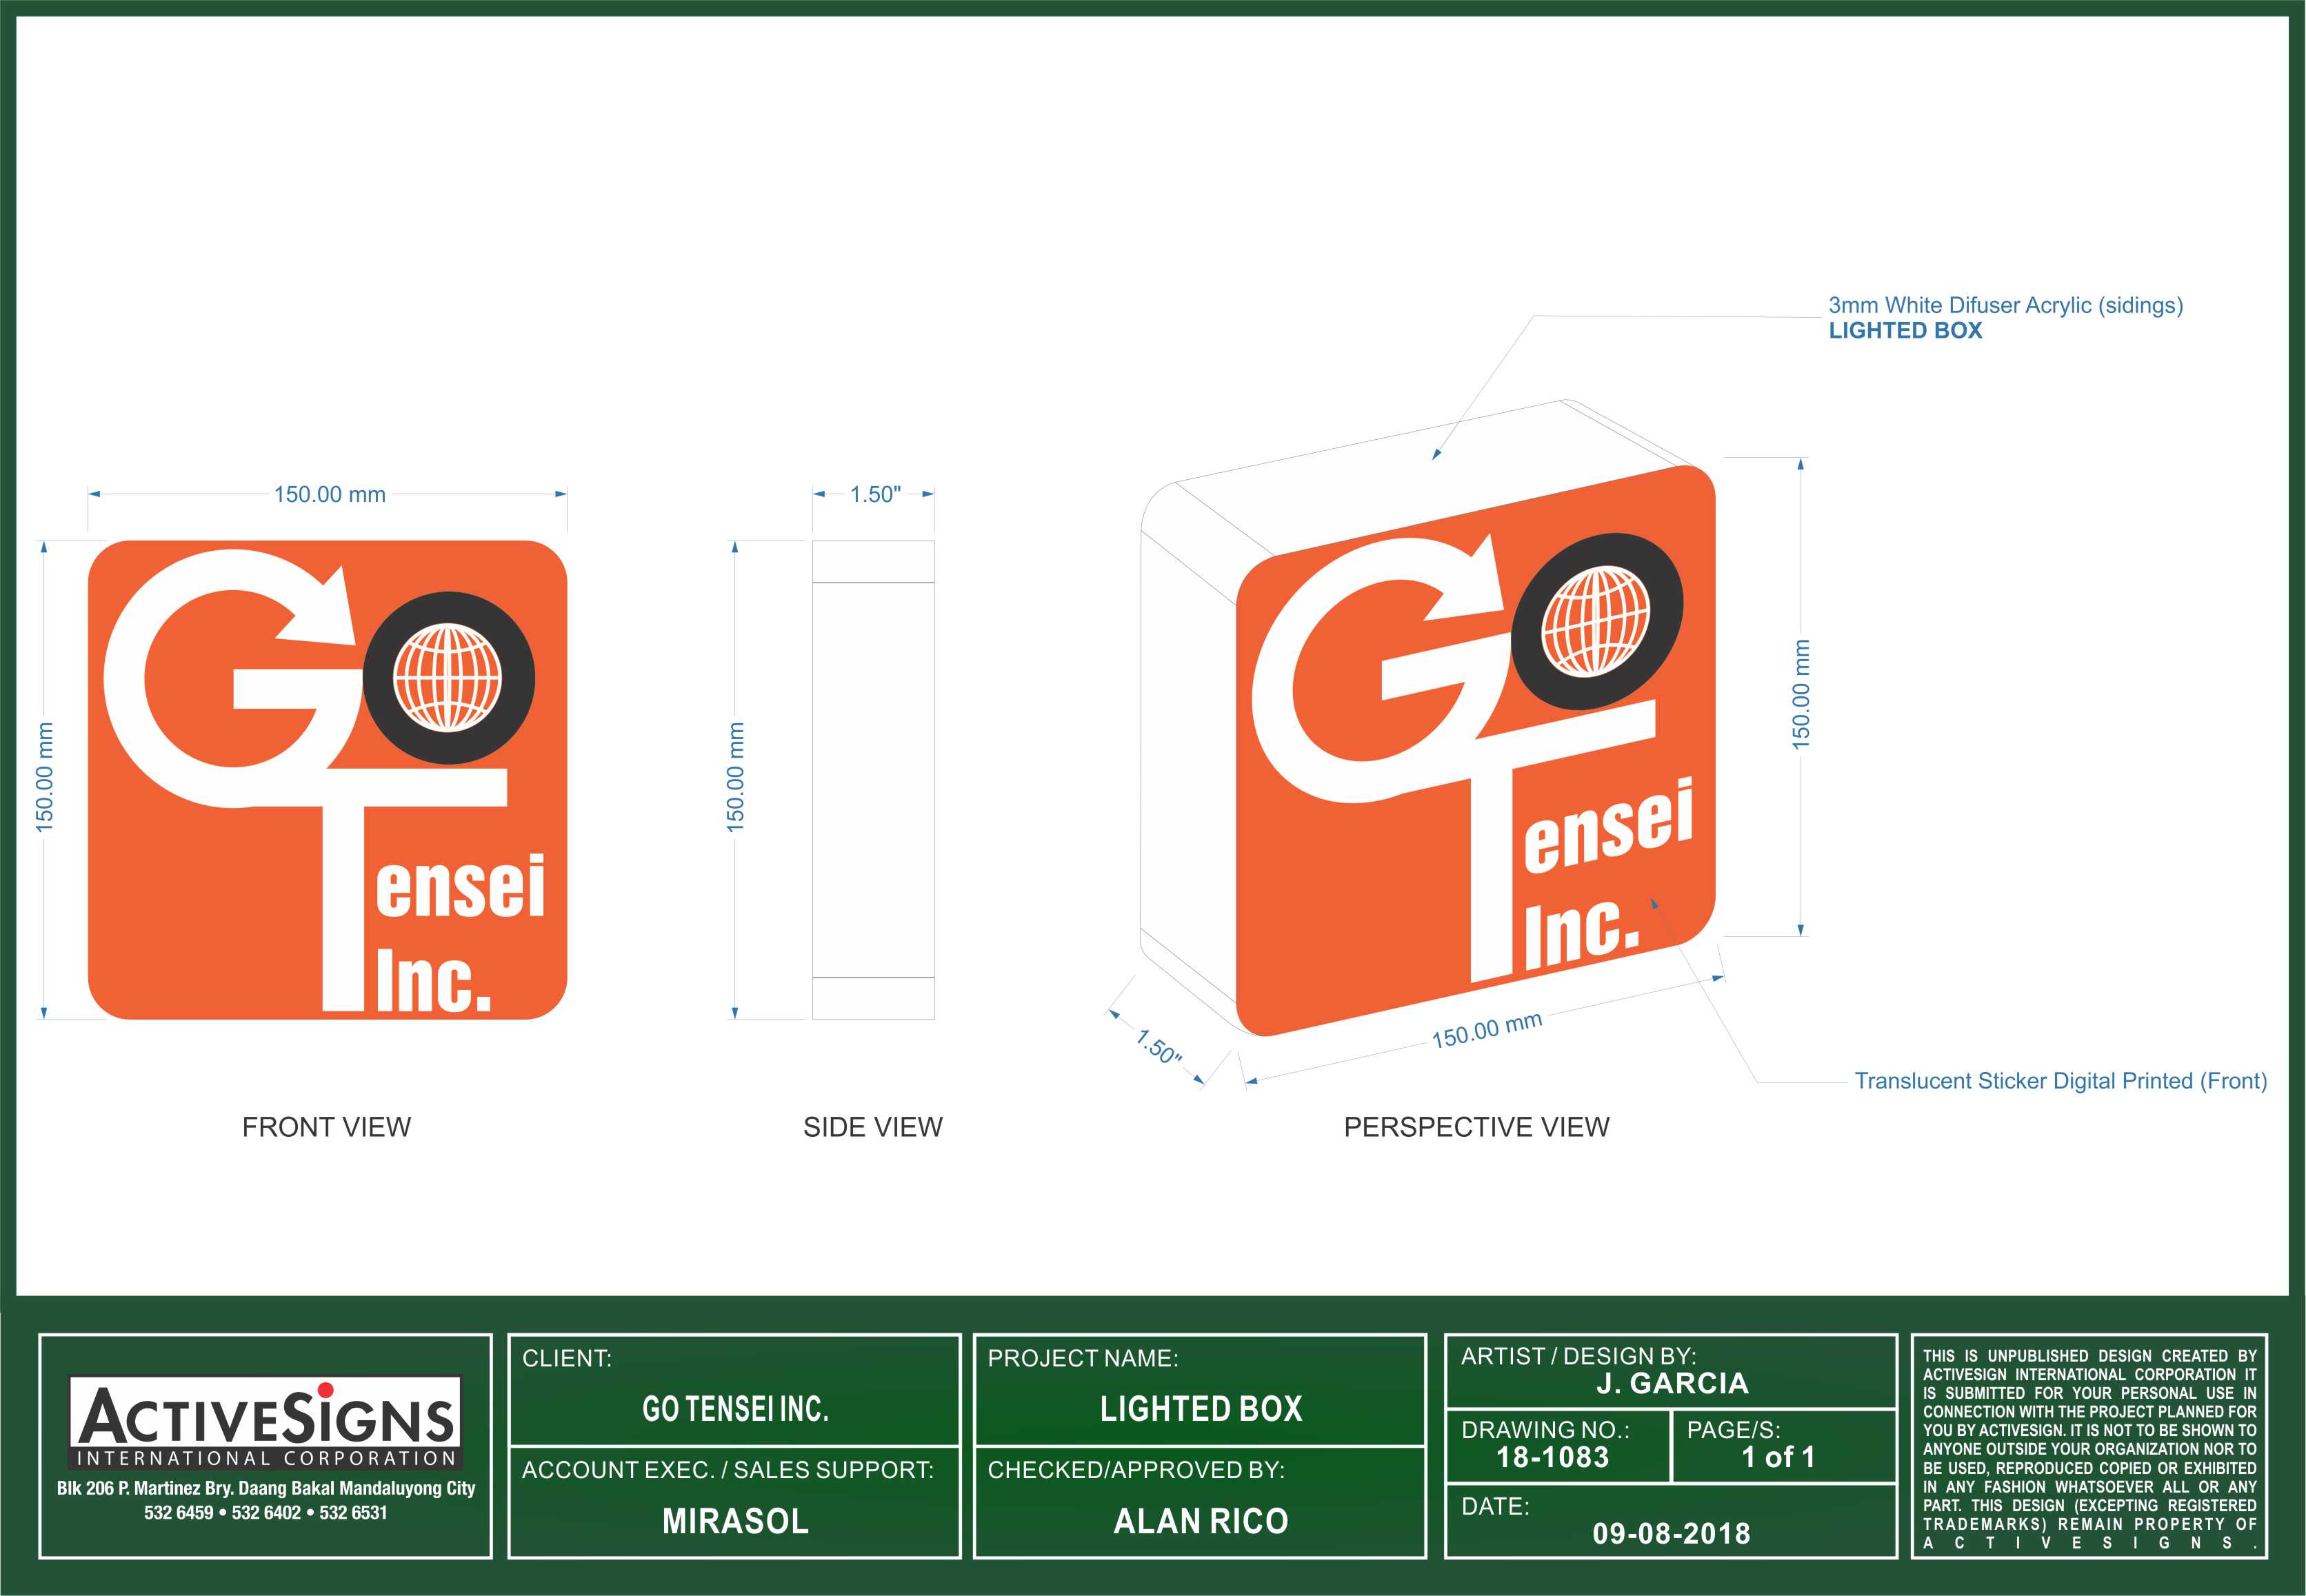 3mm White Difuser Acrylic (sidings)
LIGHTED BOX
150.00 mm
150.00 mm
GO
Tensei
Inc.
FRONT VIEW
1.50"
150.00 mm
SIDE VIEW
GO
Tensei
Inc.
150.00 mm
150.00 mm
1.50"
Translucent Sticker Digital Printed (Front)
PERSPECTIVE VIEW
ACTIVESiGNS
INTERNATIONAL CORPORATION
Blk 206 P. Martinez Bry. Daang Bakal Mandaluyong City
532 6459 • 532 6402 • 532 6531
CLIENT:
GO TENSEI INC.
ACCOUNT EXEC. / SALES SUPPORT:
MIRASOL
PROJECT NAME:
LIGHTED BOX
CHECKED/APPROVED BY:
ALAN RICO
ARTIST / DESIGN BY:
J. GARCIA
DRAWING NO.:
18-1083
PAGE/S:
1 of 1
DATE:
09-08-2018
THIS IS UNPUBLISHED DESIGN CREATED BY
ACTIVESIGN INTERNATIONAL CORPORATION IT
IS SUBMITTED FOR YOUR PERSONAL USE IN
CONNECTION WITH THE PROJECT PLANNED FOR
YOU BY ACTIVESIGN. IT IS NOT TO BE SHOWN TO
ANYONE OUTSIDE YOUR ORGANIZATION NOR TO
BE USED, REPRODUCED COPIED OR EXHIBITED
IN ANY FASHION WHATSOEVER ALL OR ANY
PART. THIS DESIGN (EXCEPTING REGISTERED
TRADEMARKS) REMAIN PROPERTY OF
A C T I V E S I G N S .